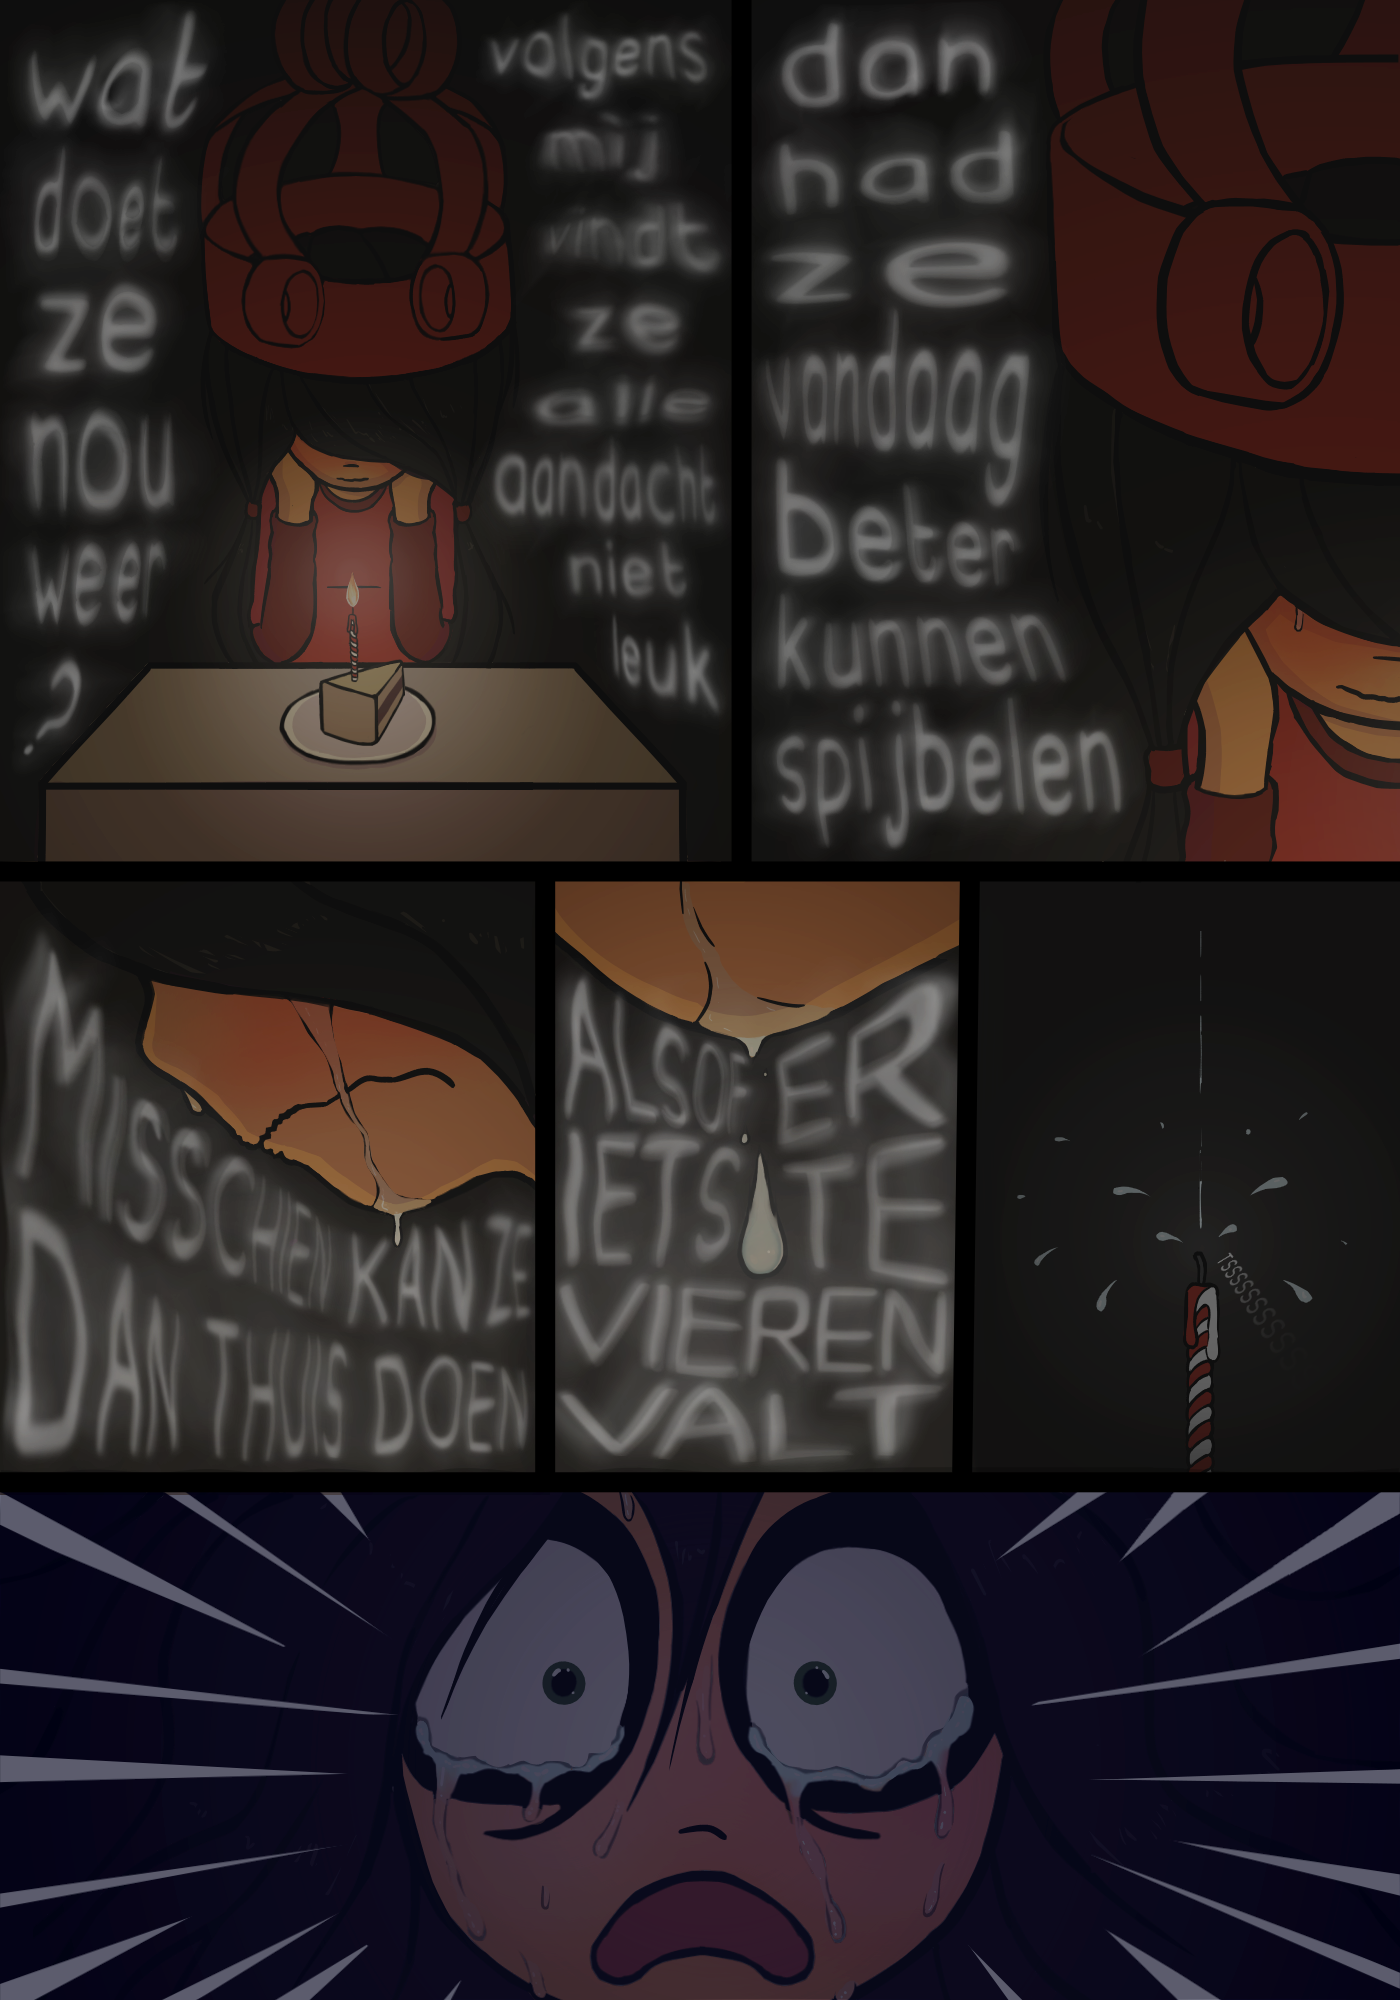 wat
doet
ze
nou
weer
?
volgens
mij
vindt
ze
alle
aandacht
niet
leuk
dan
had
ze
vandaag
beter
kunnen
spijbelen
MISSCHIEN KAN ZE
DAN THUIS DOEN
ALSOF ER
IETS TE
VIEREN
VALT
TSSSSSSSSS